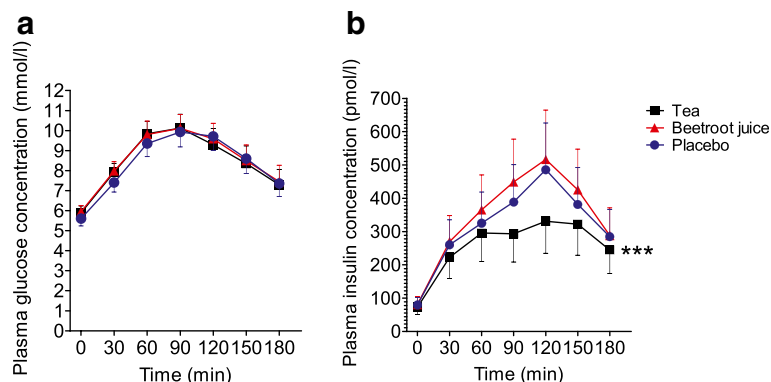 a
Plasma glucose concentration (mmol/l)
12
11
10
9
8
7
6
5
4
3
2
1
0
0 30 60 90 120 150 180
Time (min)
b
Plasma insulin concentration (pmol/l)
700
600
500
400
300
200
100
0
***
0 30 60 90 120 150 180
Time (min)
Tea
Beetroot juice
Placebo